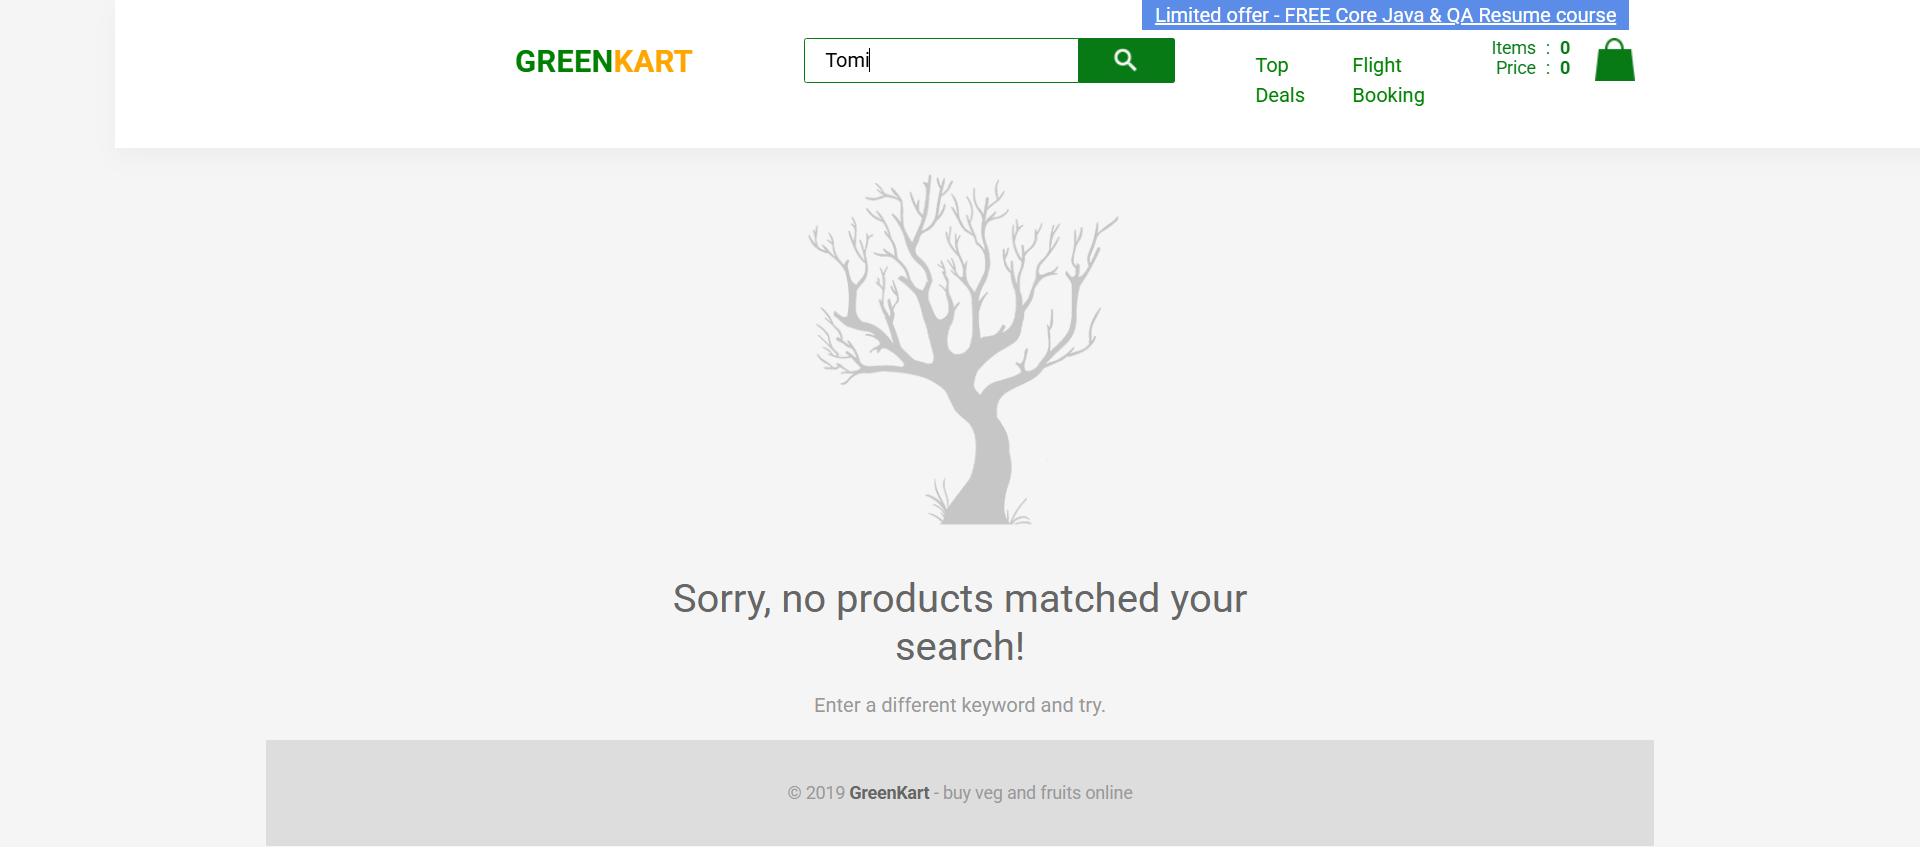 Limited offer - FREE Core Java & QA Resume course
GREENKART
Tomi
Top
Deals
Flight
Booking
Items : 0
Price : 0
Sorry, no products matched your
search!
Enter a different keyword and try.
© 2019 GreenKart - buy veg and fruits online